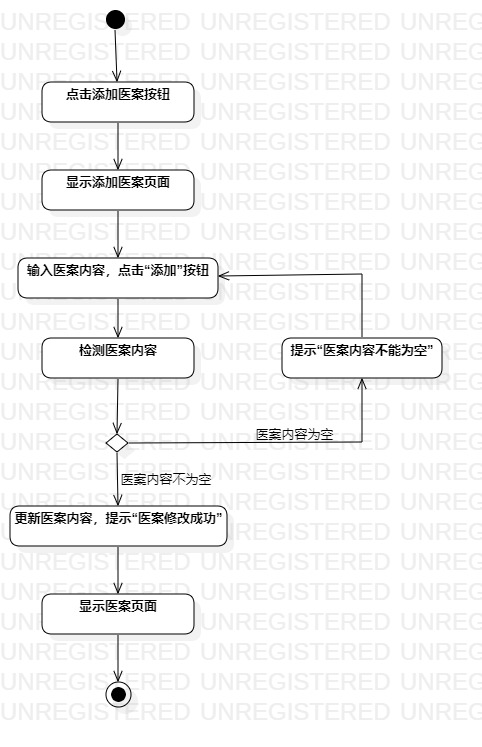 点击添加医案按钮
显示添加医案页面
输入医案内容，点击“添加”按钮
检测医案内容
提示“医案内容不能为空”
医案内容为空
医案内容不为空
更新医案内容，提示“医案修改成功”
显示医案页面
UNREGISTERED